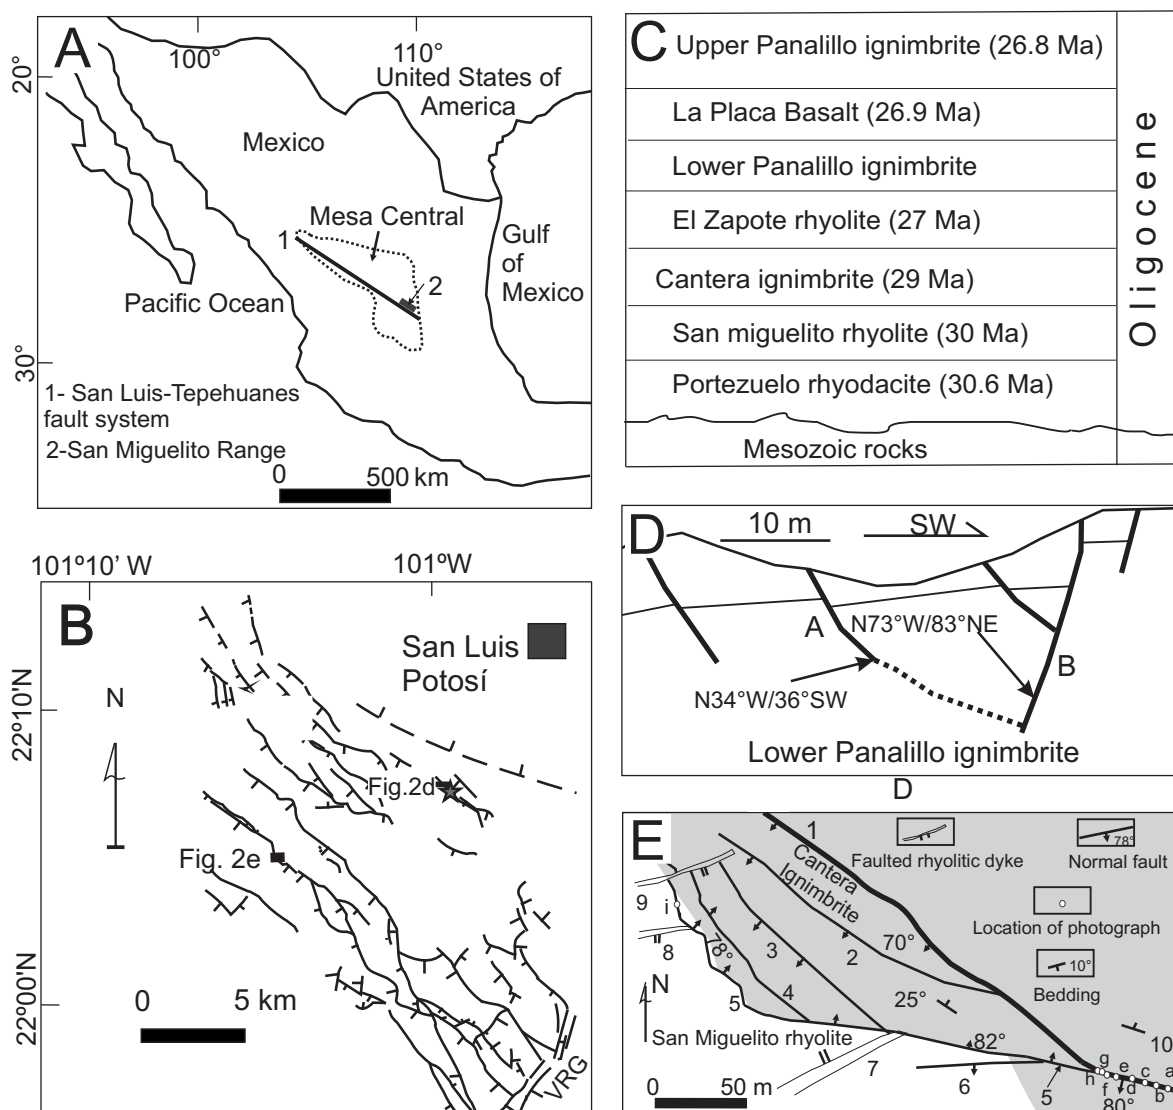 A
100°
110°
20°
30°
United States of
America
Mexico
Mesa Central
1
2
Gulf
of
Mexico
Pacific Ocean
1- San Luis-Tepehuanes
fault system
2-San Miguelito Range
0
500 km
C
Upper Panalillo ignimbrite (26.8 Ma)
La Placa Basalt (26.9 Ma)
Lower Panalillo ignimbrite
El Zapote rhyolite (27 Ma)
Cantera ignimbrite (29 Ma)
San miguelito rhyolite (30 Ma)
Portezuelo rhyodacite (30.6 Ma)
Mesozoic rocks
Oligocene
B
101°10' W
101ºW
22º10'N
22º00'N
N
San Luis
Potosí
Fig.2d
Fig. 2e
0
5 km
VRG
D
10 m
SW
A
N73°W/83°NE
B
N34°W/36°SW
Lower Panalillo ignimbrite
D
E
1
Cantera
Ignimbrite
Faulted rhyolitic dyke
78°
Normal fault
Location of photograph
10°
Bedding
9
i
8
78°
3
2
70°
4
5
25°
N
San Miguelito rhyolite
82°
7
6
5
10
g
h
f
e
d
c
b
a
80°
0
50 m